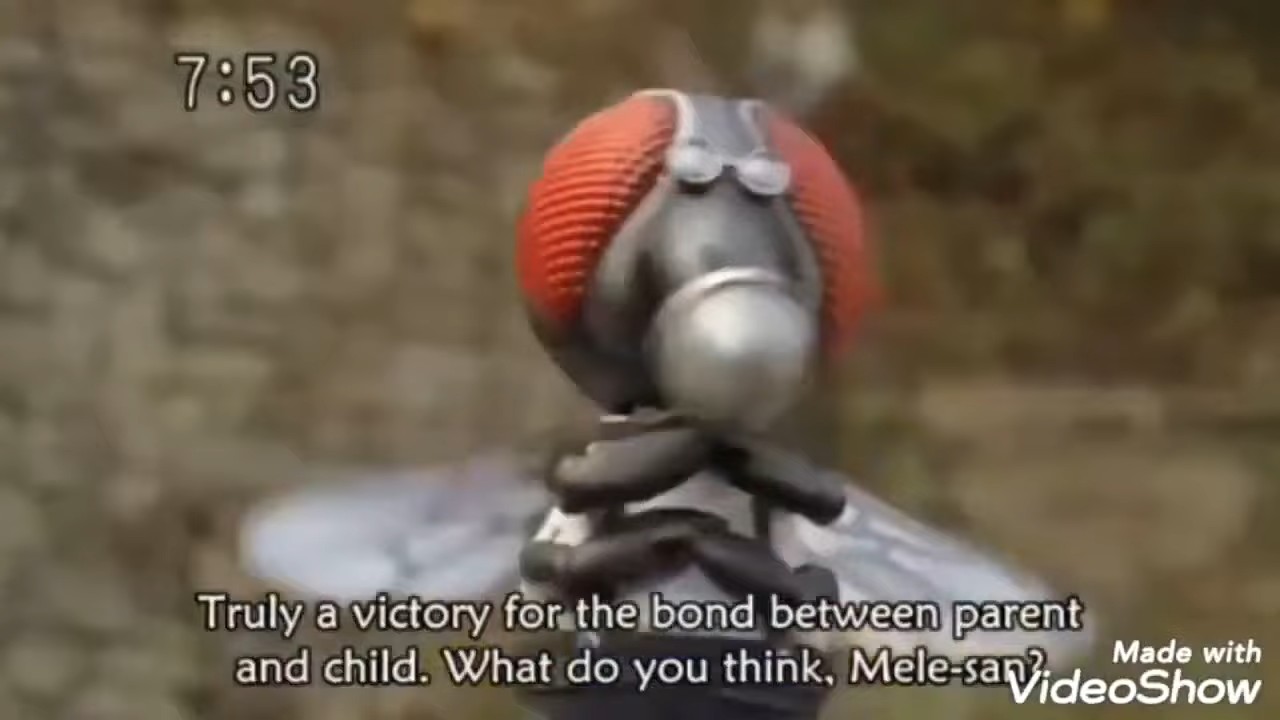 7:53
Truly a victory for the bond between parent
and child. What do you think, Mele-san?
Made with
VideoShow